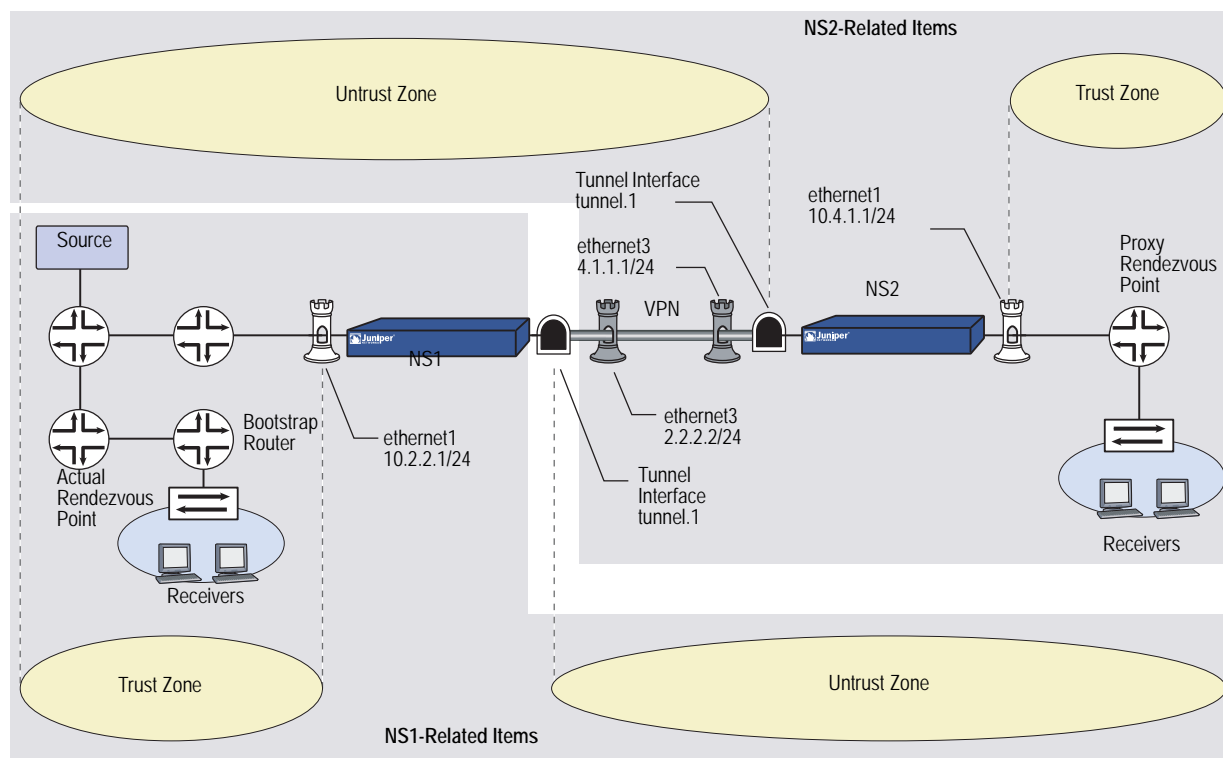 NS2-Related Items
Untrust Zone
Trust Zone
Tunnel Interface
tunnel.1
ethernet1
10.4.1.1/24
ethernet3
4.1.1.1/24
Source
Proxy
Rendezvous
Point
VPN
NS2
Juniper
NS1
Juniper
Bootstrap
Router
ethernet1
10.2.2.1/24
ethernet3
2.2.2.2/24
Actual
Rendezvous
Point
Tunnel
Interface
tunnel.1
Receivers
Receivers
Trust Zone
Untrust Zone
NS1-Related Items